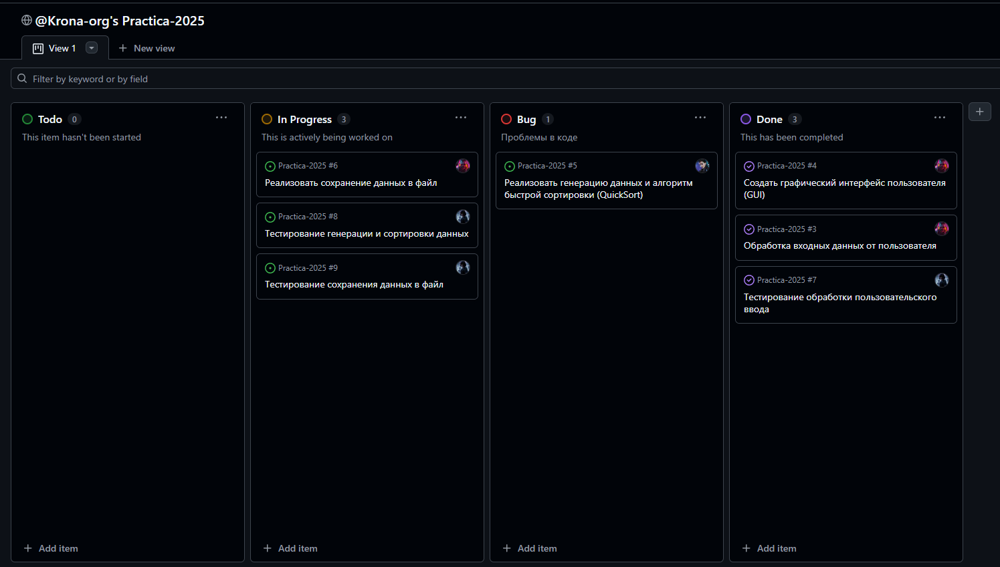 @Krona-org's Practica-2025
View 1
New view
Filter by keyword or by field
Todo 0
This item hasn't been started
Add item
In Progress 3
This is actively being worked on
Practica-2025 #6
Реализовать сохранение данных в файл
Practica-2025 #8
Тестирование генерации и сортировки данных
Practica-2025 #9
Тестирование сохранения данных в файл
Add item
Bug 1
Проблемы в коде
Practica-2025 #5
Реализовать генерацию данных и алгоритм
быстрой сортировки (QuickSort)
Add item
Done 3
This has been completed
Practica-2025 #4
Создать графический интерфейс пользователя
(GUI)
Practica-2025 #3
Обработка входных данных от пользователя
Practica-2025 #7
Тестирование обработки пользовательского
ввода
Add item